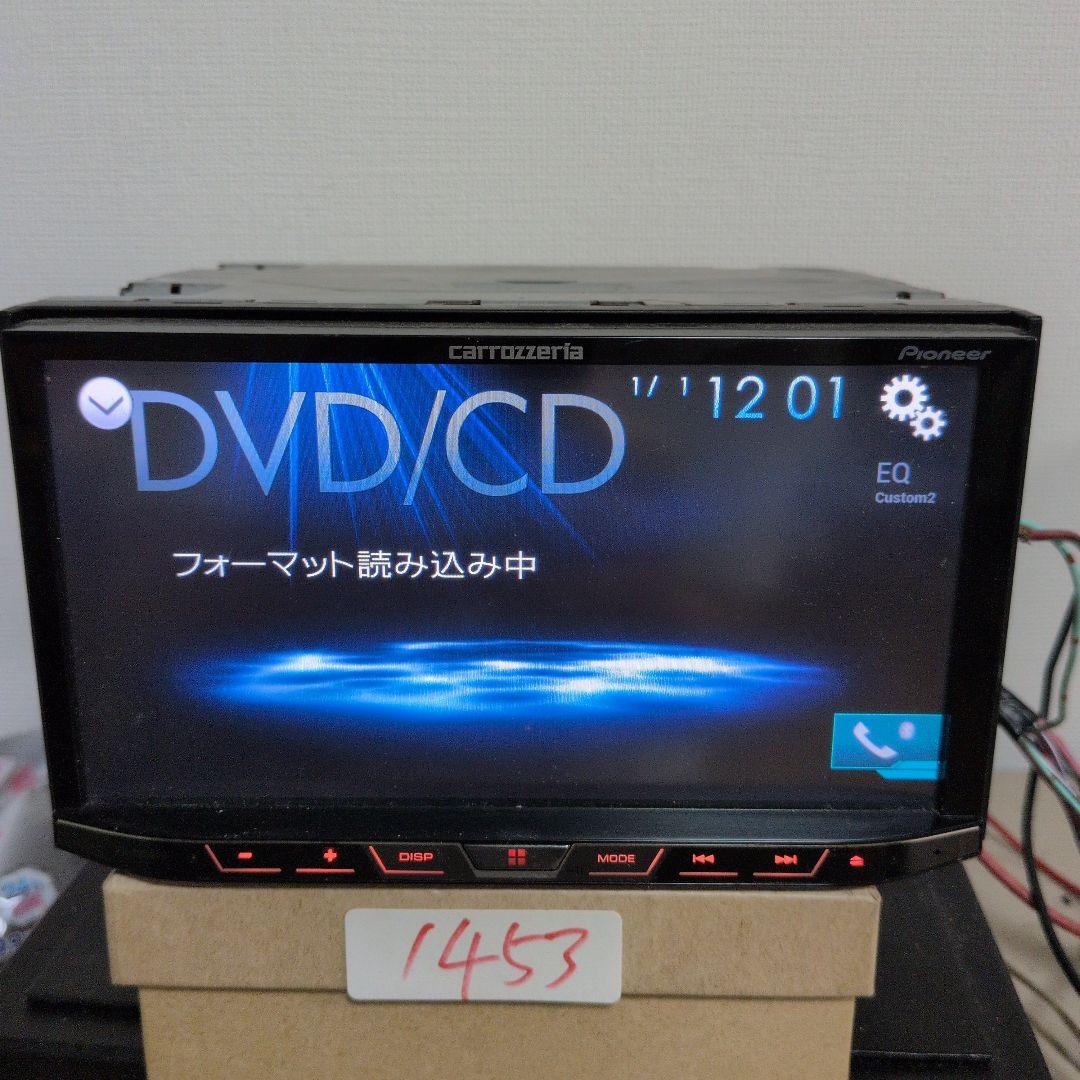 carrozzeria
Pioneer
DVD/CD
1/ 1 12 01
EQ
Custom2
フォーマット読み込み中
DISP
MODE
1453